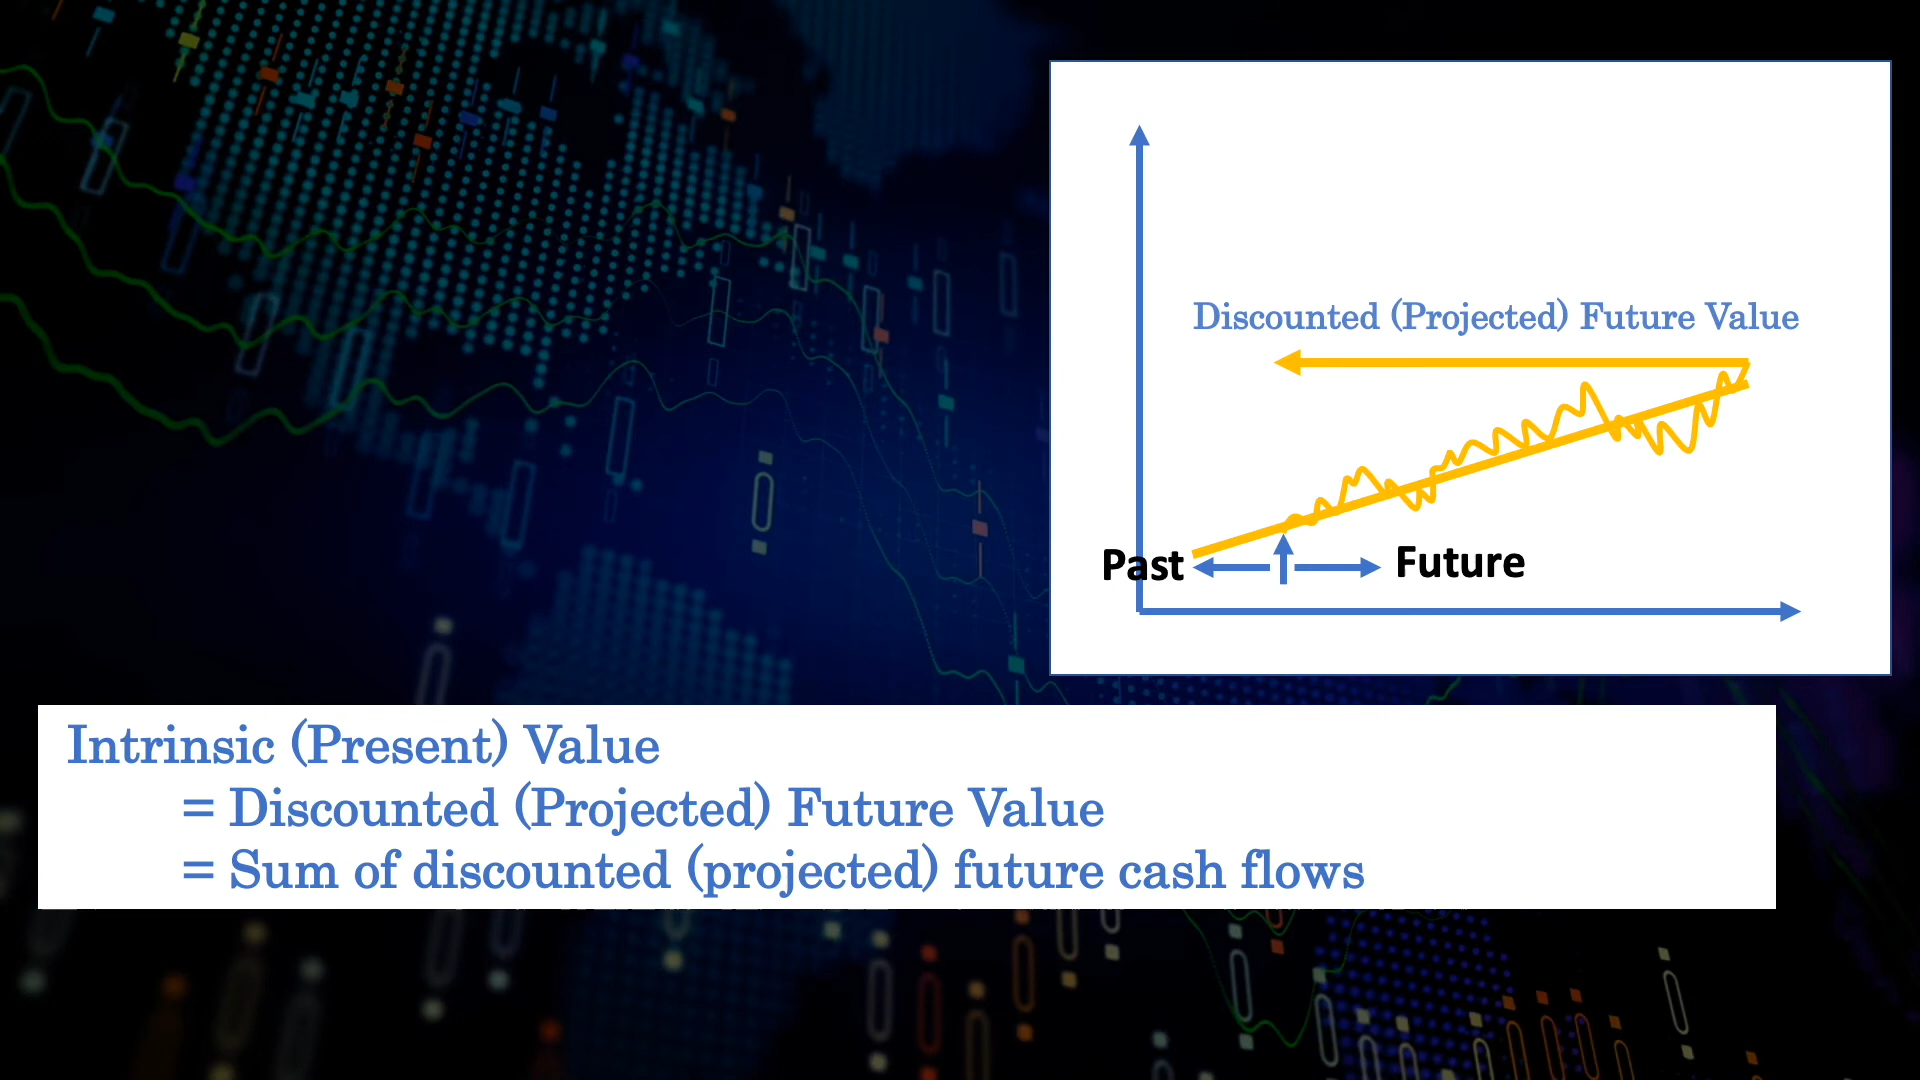 Discounted (Projected) Future Value
Past
Future
Intrinsic (Present) Value
= Discounted (Projected) Future Value
= Sum of discounted (projected) future cash flows